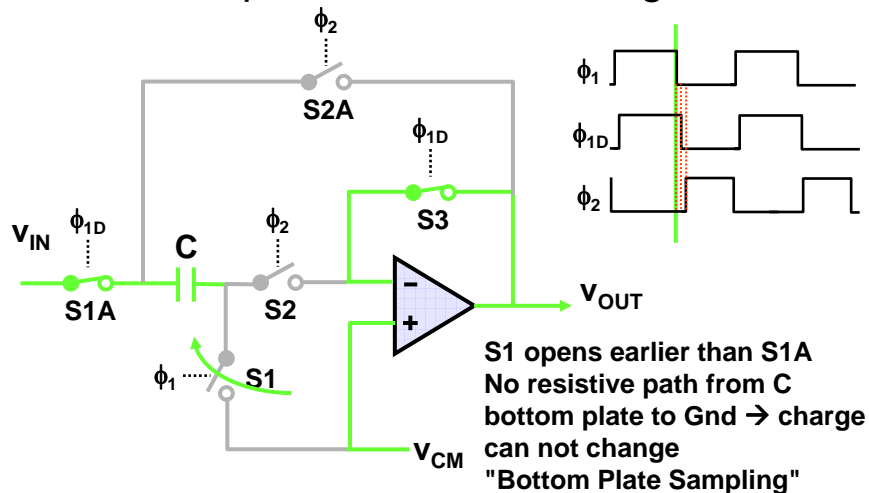 ϕ2
S2A
ϕ1D
S3
VIN
ϕ1D
C
ϕ2
S1A
S2
-
+
VOUT
ϕ1
S1
VCM
ϕ1
ϕ1D
ϕ2
S1 opens earlier than S1A
No resistive path from C
bottom plate to Gnd → charge
can not change
"Bottom Plate Sampling"